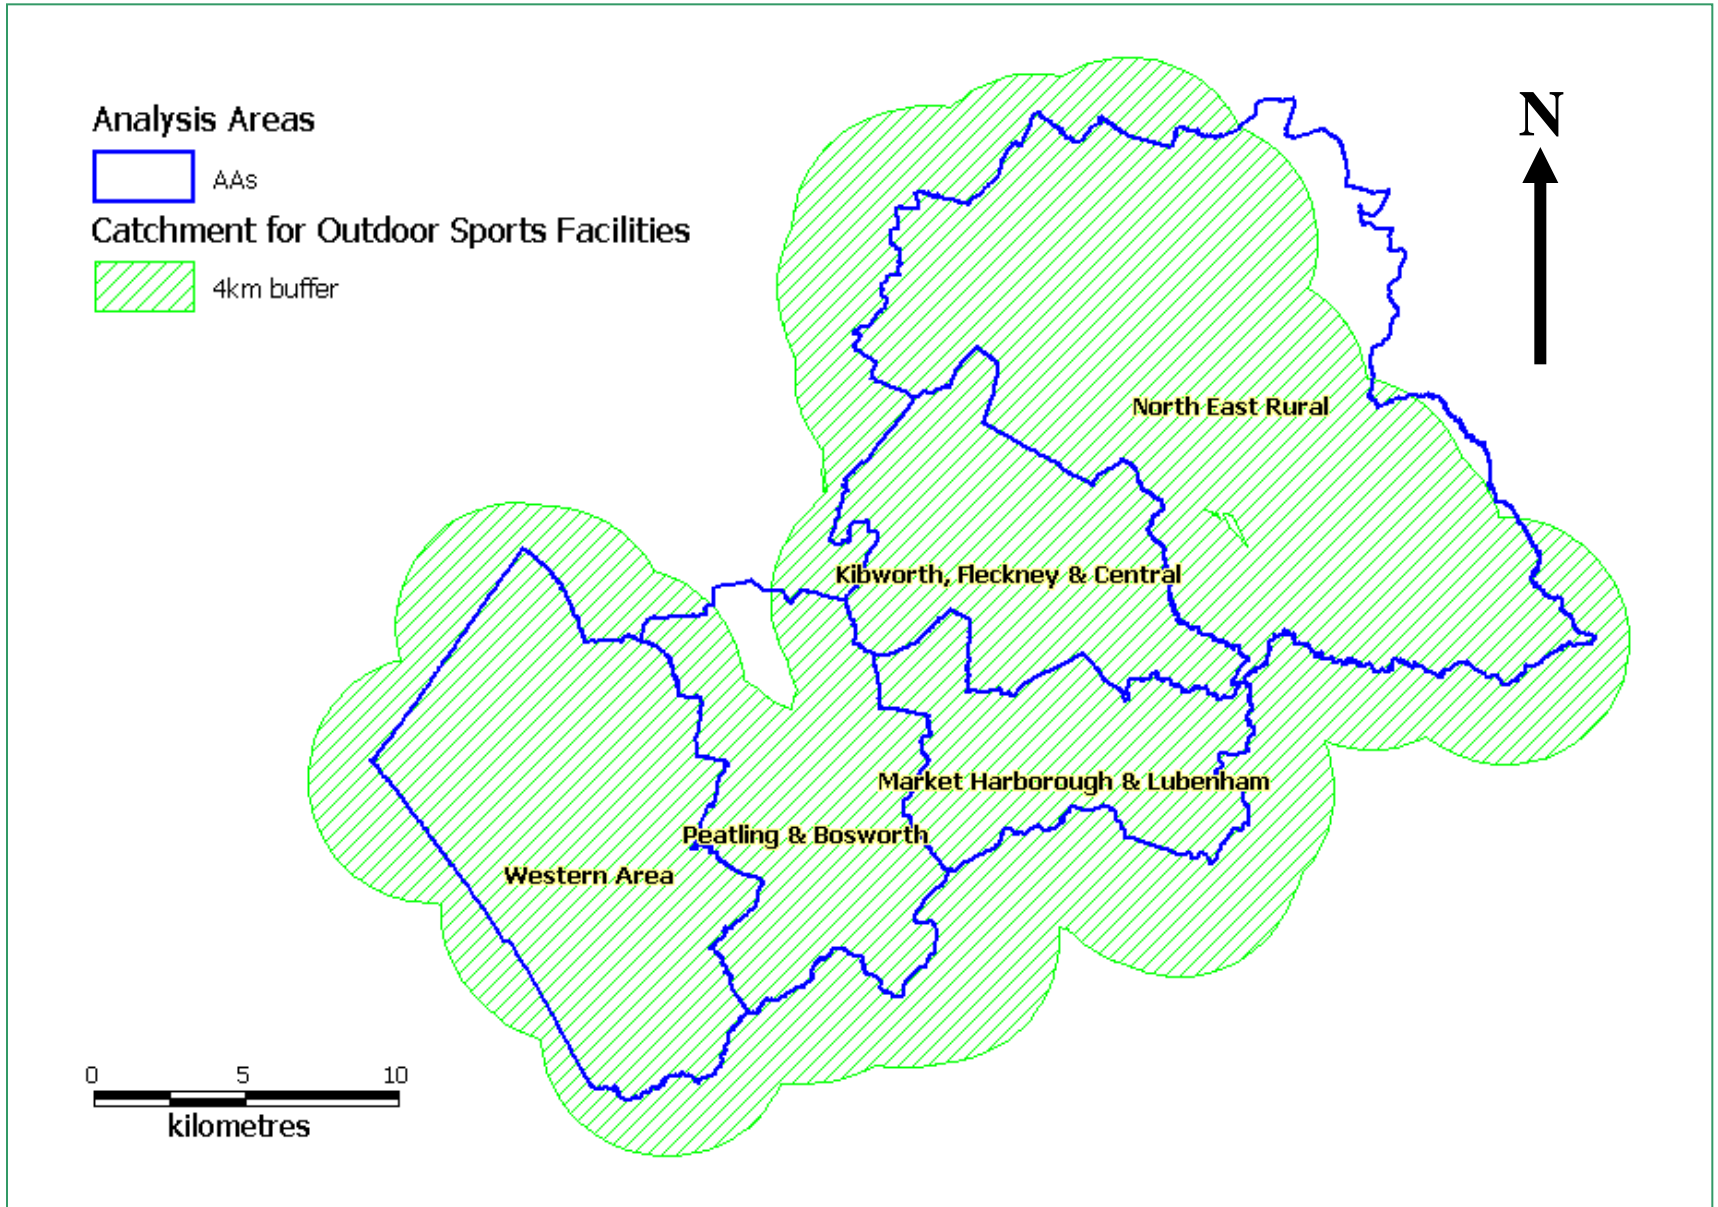 Analysis Areas
AAs
Catchment for Outdoor Sports Facilities
4km buffer
N
North East Rural
Kibworth, Fleckney & Central
Market Harborough & Lubenham
Peatling & Bosworth
Western Area
0 5 10
kilometres